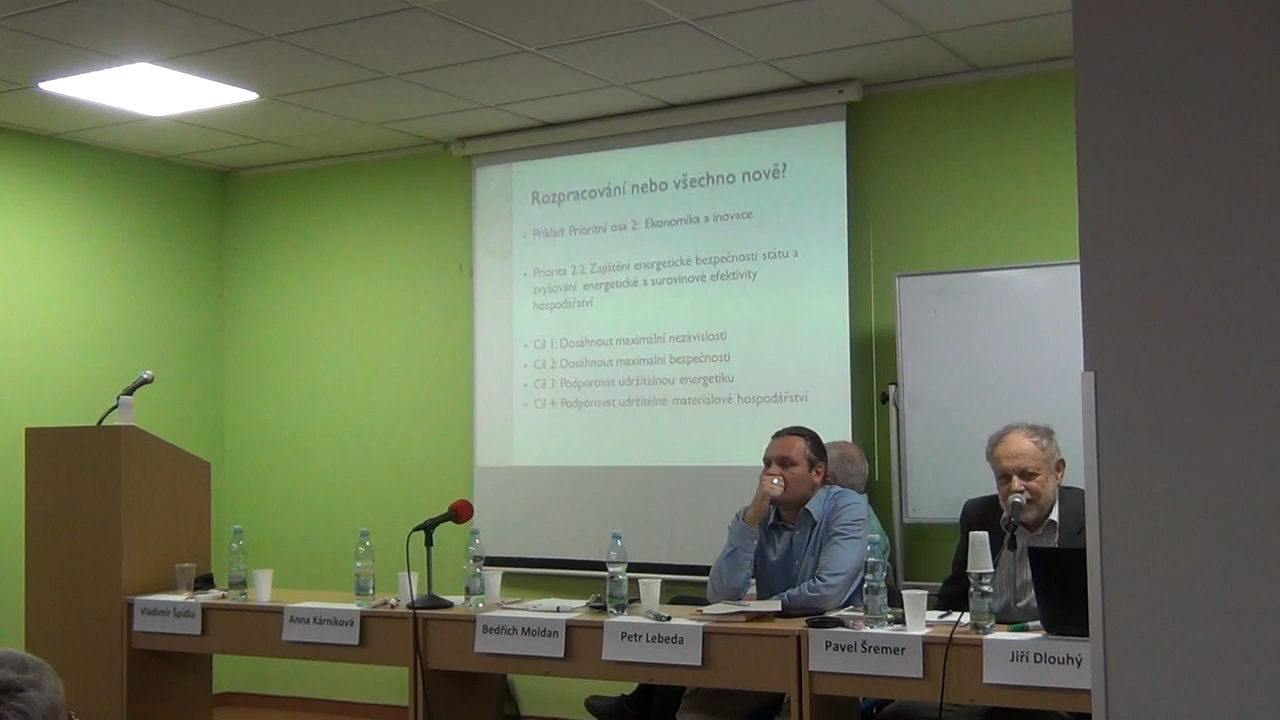 Rozpracování nebo všechno nově?
Příklad: Prioritní osa 2: Ekonomika a inovace
Priorita 2.2: Zajištění energetické bezpečnosti státu a
zvyšování energetické a surovinové efektivity
hospodářství
Cíl 1: Dosáhnout maximální nezávislosti
Cíl 2: Dosáhnout maximální bezpečnosti
Cíl 3: Podporovat udržitelnou energetiku
Cíl 4: Podporovat udržitelné materiálové hospodářství
Vladimír Špidla
Anna Kárníková
Bedřich Moldan
Petr Lebeda
Pavel Šremer
Jiří Dlouhý